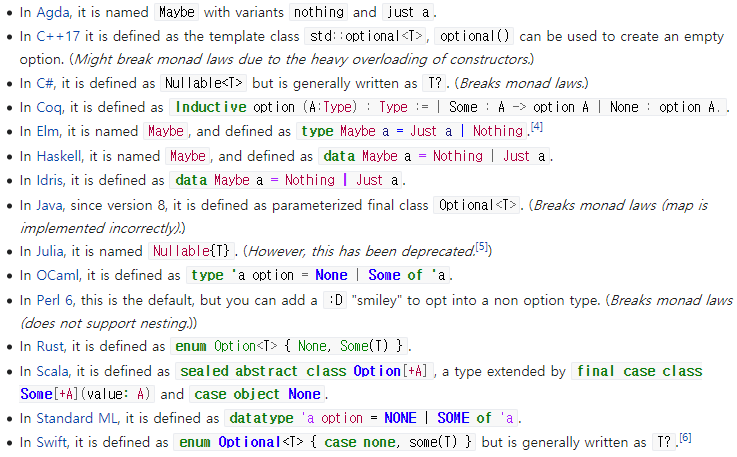 • In Agda, it is named Maybe with variants nothing and just a.
• In C++17 it is defined as the template class std::optional<T>, optional() can be used to create an empty
option. (Might break monad laws due to the heavy overloading of constructors.)
• In C#, it is defined as Nullable<T> but is generally written as T?. (Breaks monad laws.)
• In Coq, it is defined as Inductive option (A:Type) : Type := | Some : A -> option A | None : option A..
• In Elm, it is named Maybe, and defined as type Maybe a = Just a | Nothing.[4]
• In Haskell, it is named Maybe, and defined as data Maybe a = Nothing | Just a.
• In Idris, it is defined as data Maybe a = Nothing | Just a.
• In Java, since version 8, it is defined as parameterized final class Optional<T>. (Breaks monad laws (map is
implemented incorrectly).)
• In Julia, it is named Nullable{T}. (However, this has been deprecated.[5])
• In OCaml, it is defined as type 'a option = None | Some of 'a.
• In Perl 6, this is the default, but you can add a :D "smiley" to opt into a non option type. (Breaks monad laws
(does not support nesting.))
• In Rust, it is defined as enum Option<T> { None, Some(T) }.
• In Scala, it is defined as sealed abstract class Option[+A], a type extended by final case class
Some[+A](value: A) and case object None.
• In Standard ML, it is defined as datatype 'a option = NONE | SOME of 'a.
• In Swift, it is defined as enum Optional<T> { case none, some(T) } but is generally written as T?.[6]